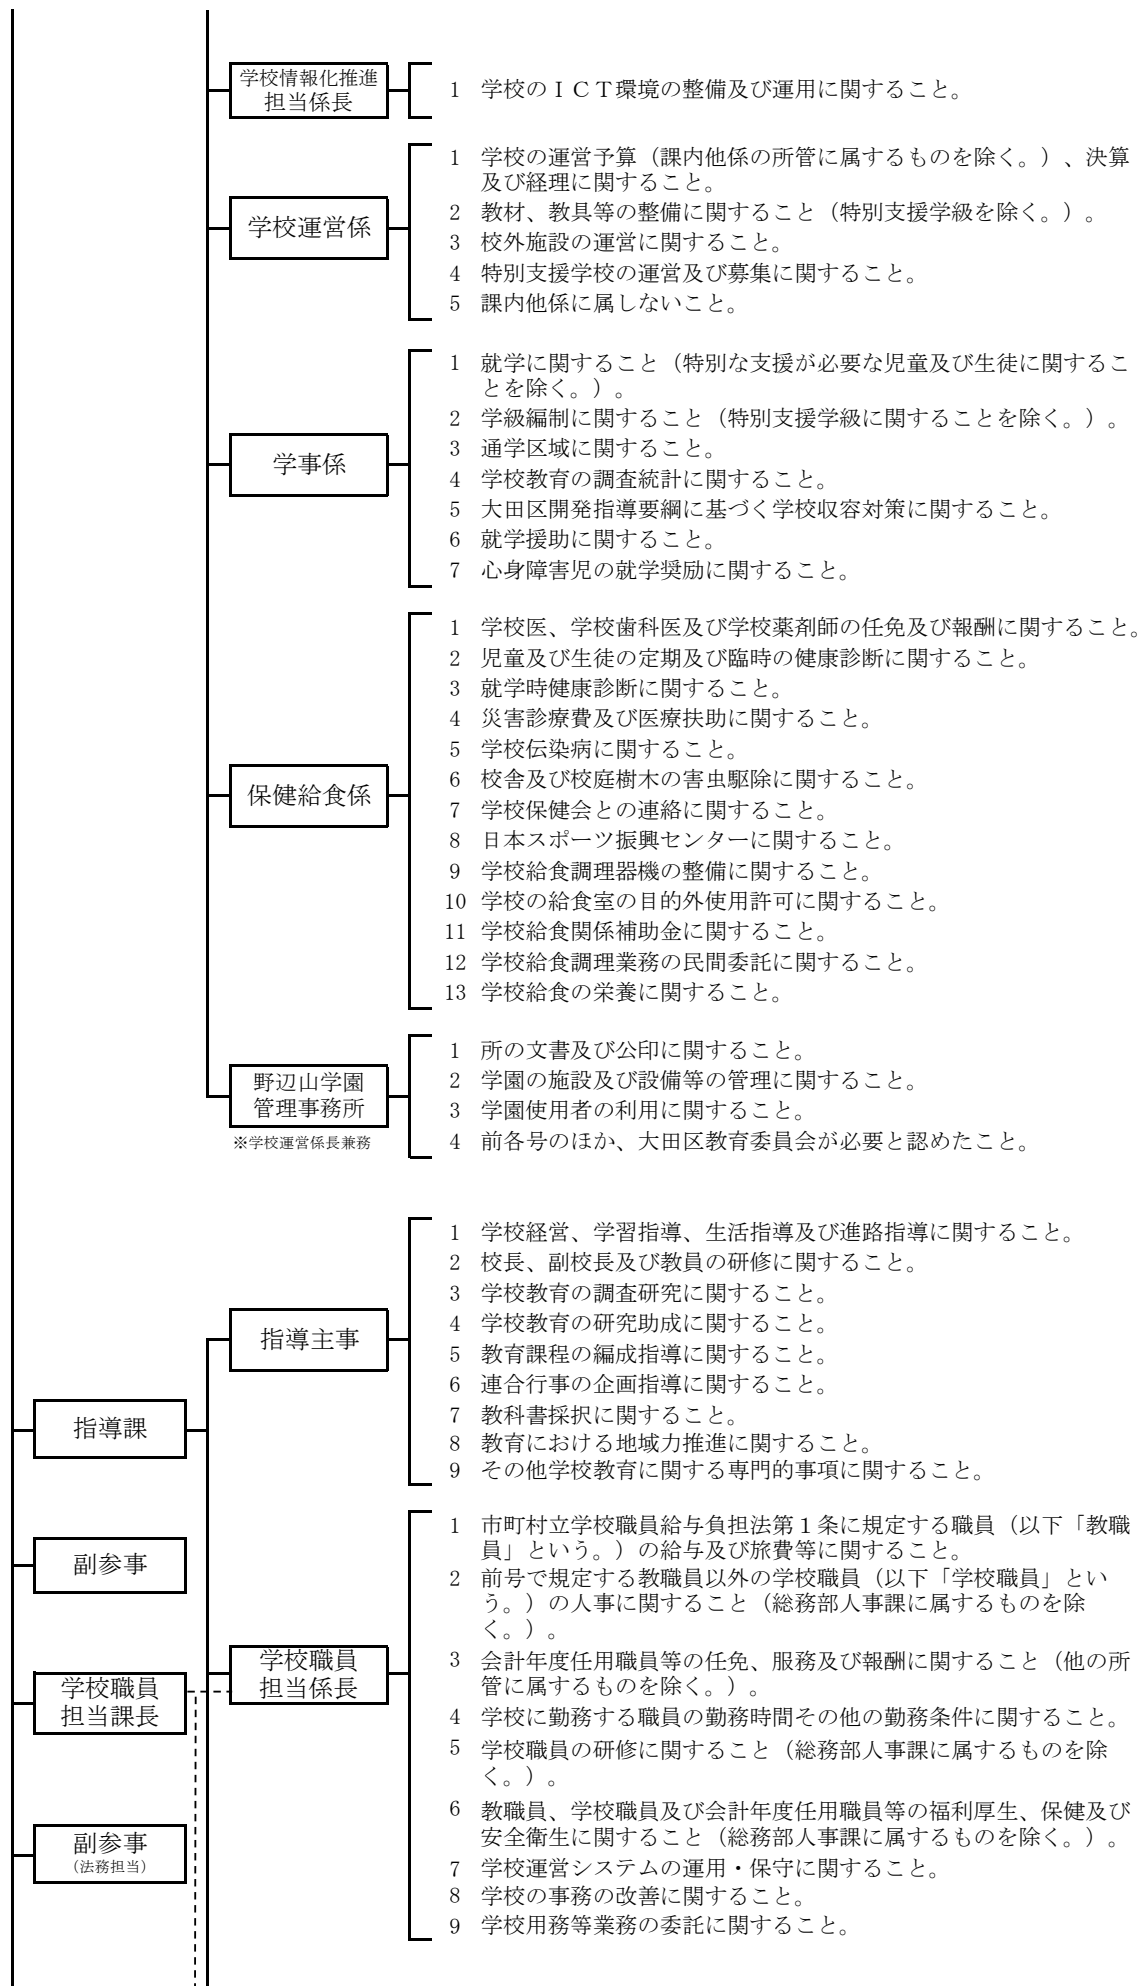 学校情報化推進
担当係長
1 学校のＩＣＴ環境の整備及び運用に関すること。
学校運営係
1 学校の運営予算（課内他係の所管に属するものを除く。）、決算
及び経理に関すること。
2 教材、教具等の整備に関すること（特別支援学級を除く。）。
3 校外施設の運営に関すること。
4 特別支援学校の運営及び募集に関すること。
5 課内他係に属しないこと。
学事係
1 就学に関すること（特別な支援が必要な児童及び生徒に関するこ
とを除く。）。
2 学級編制に関すること（特別支援学級に関することを除く。）。
3 通学区域に関すること。
4 学校教育の調査統計に関すること。
5 大田区開発指導要綱に基づく学校収容対策に関すること。
6 就学援助に関すること。
7 心身障害児の就学奨励に関すること。
保健給食係
1 学校医、学校歯科医及び学校薬剤師の任免及び報酬に関すること。
2 児童及び生徒の定期及び臨時の健康診断に関すること。
3 就学時健康診断に関すること。
4 災害診療費及び医療扶助に関すること。
5 学校伝染病に関すること。
6 校舎及び校庭樹木の害虫駆除に関すること。
7 学校保健会との連絡に関すること。
8 日本スポーツ振興センターに関すること。
9 学校給食調理器機の整備に関すること。
10 学校の給食室の目的外使用許可に関すること。
11 学校給食関係補助金に関すること。
12 学校給食調理業務の民間委託に関すること。
13 学校給食の栄養に関すること。
野辺山学園
管理事務所
※学校運営係長兼務
1 所の文書及び公印に関すること。
2 学園の施設及び設備等の管理に関すること。
3 学園使用者の利用に関すること。
4 前各号のほか、大田区教育委員会が必要と認めたこと。
指導課
指導主事
1 学校経営、学習指導、生活指導及び進路指導に関すること。
2 校長、副校長及び教員の研修に関すること。
3 学校教育の調査研究に関すること。
4 学校教育の研究助成に関すること。
5 教育課程の編成指導に関すること。
6 連合行事の企画指導に関すること。
7 教科書採択に関すること。
8 教育における地域力推進に関すること。
9 その他学校教育に関する専門的事項に関すること。
副参事
学校職員
担当課長
副参事
（法務担当）
学校職員
担当係長
1 市町村立学校職員給与負担法第１条に規定する職員（以下「教職
員」という。）の給与及び旅費等に関すること。
2 前号で規定する教職員以外の学校職員（以下「学校職員」とい
う。）の人事に関すること（総務部人事課に属するものを除
く。）。
3 会計年度任用職員等の任免、服務及び報酬に関すること（他の所
管に属するものを除く。）。
4 学校に勤務する職員の勤務時間その他の勤務条件に関すること。
5 学校職員の研修に関すること（総務部人事課に属するものを除
く。）。
6 教職員、学校職員及び会計年度任用職員等の福利厚生、保健及び
安全衛生に関すること（総務部人事課に属するものを除く。）。
7 学校運営システムの運用・保守に関すること。
8 学校の事務の改善に関すること。
9 学校用務等業務の委託に関すること。